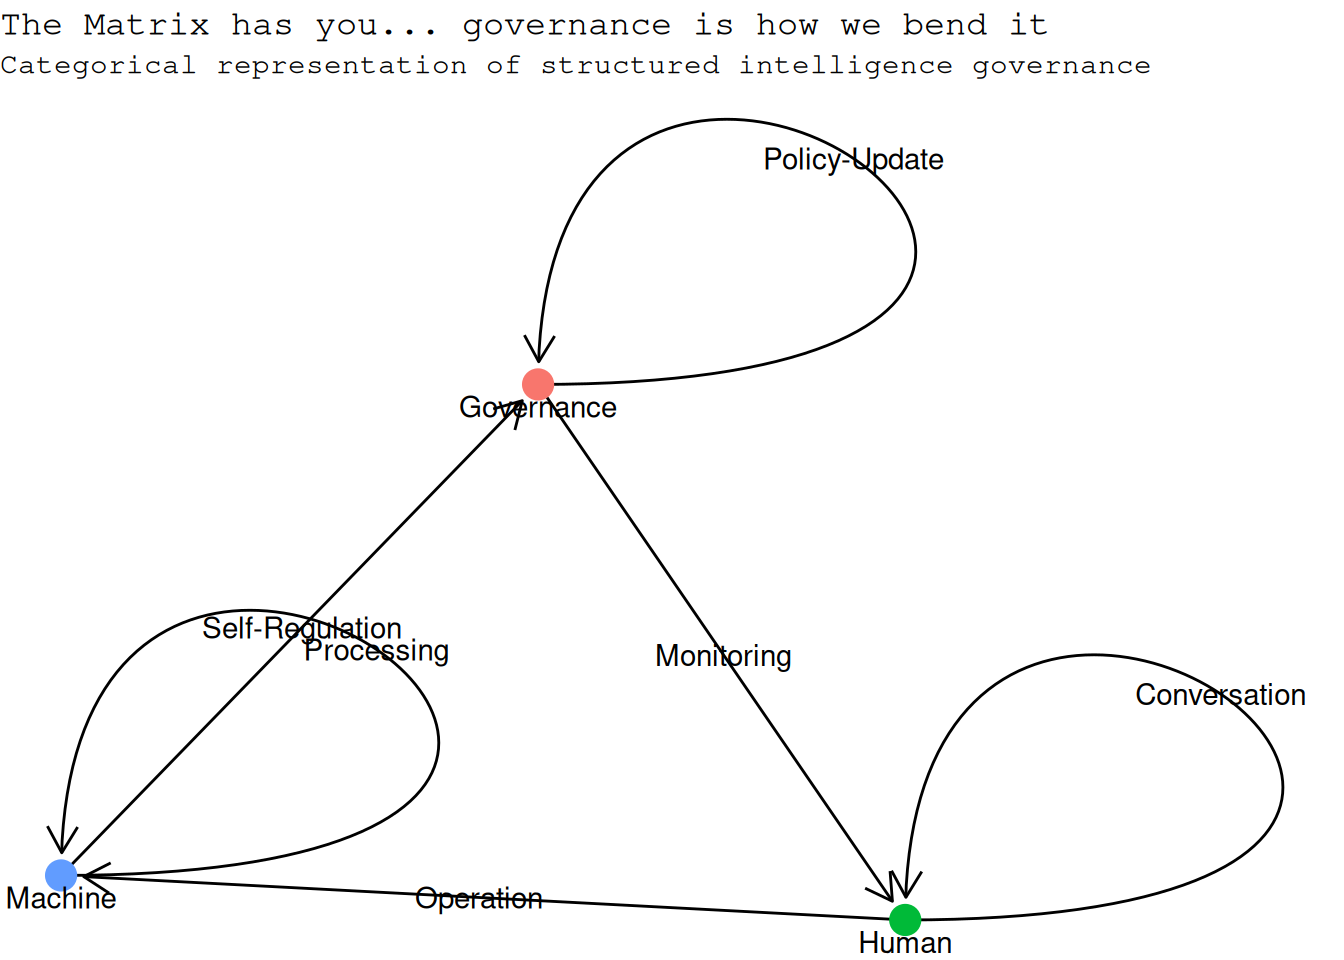 The Matrix has you... governance is how we bend it
Categorical representation of structured intelligence governance
Policy-Update
Governance
Self-Regulation
Processing
Monitoring
Conversation
Machine
Operation
Human